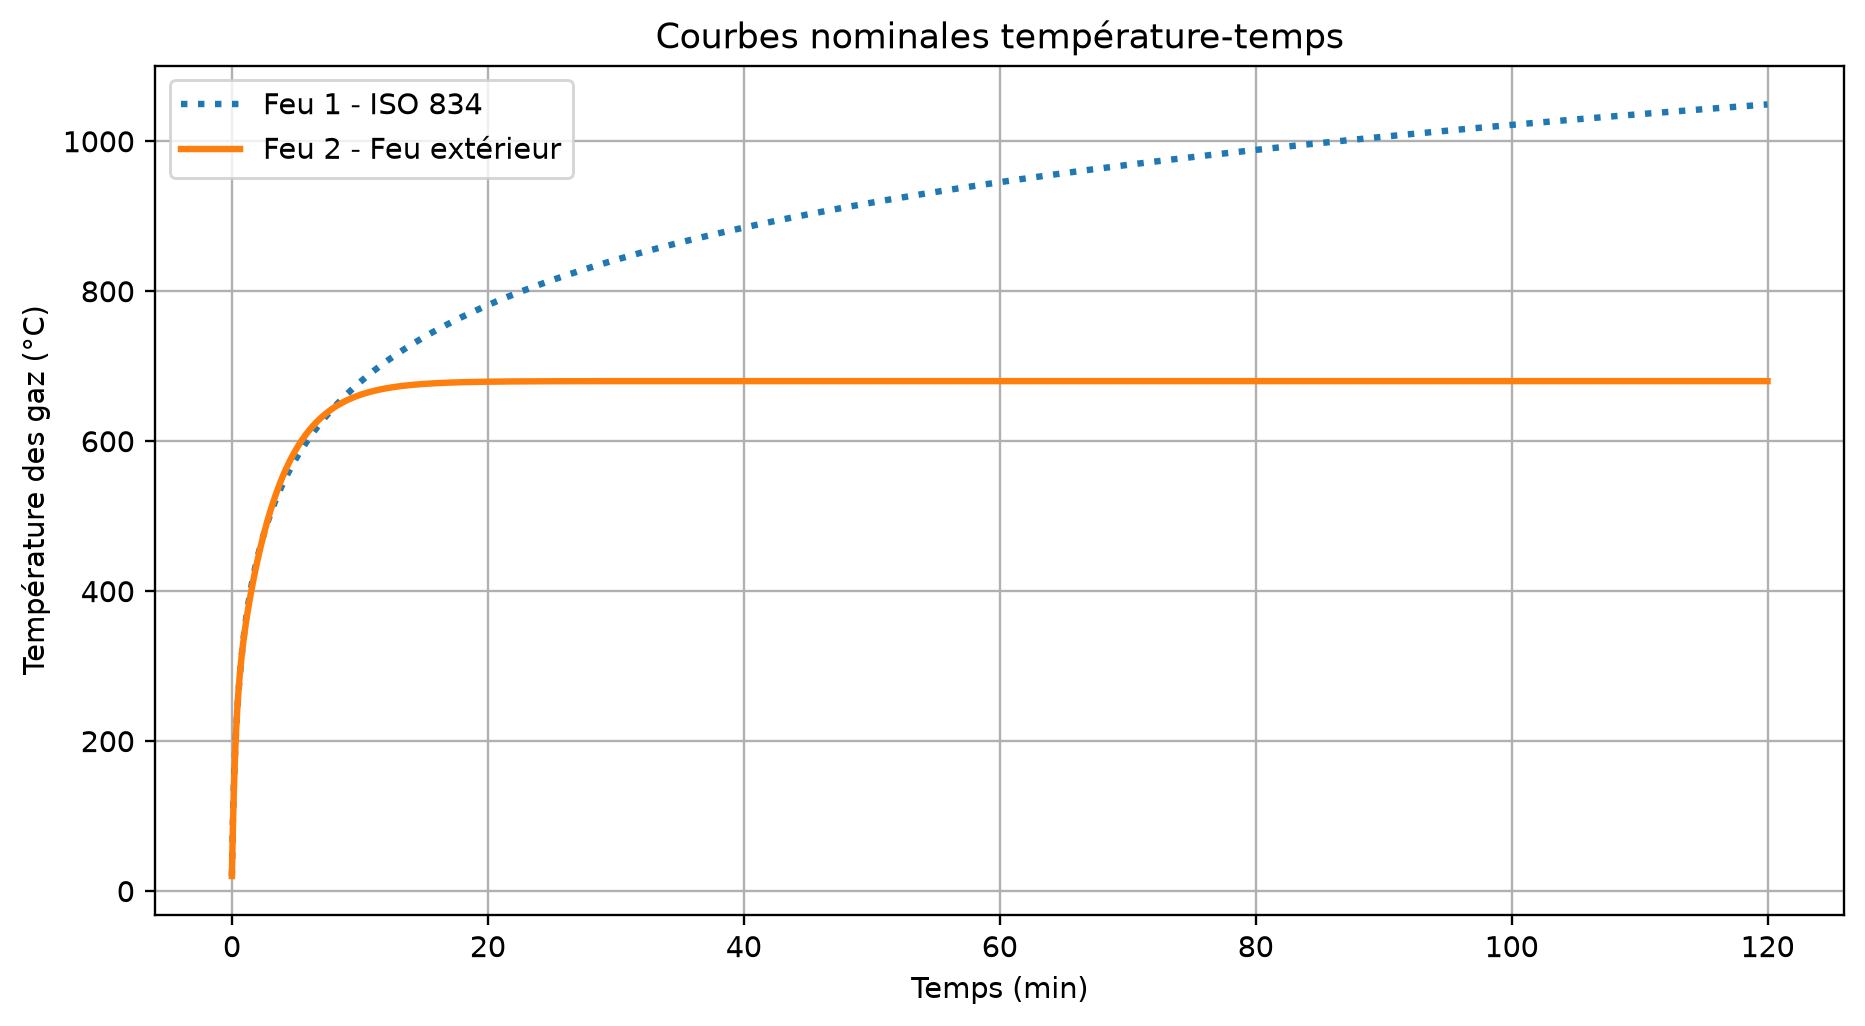 Courbes nominales température-temps
Feu 1 - ISO 834
Feu 2 - Feu extérieur
Température des gaz (°C)
1000
800
600
400
200
0
0 20 40 60 80 100 120
Temps (min)